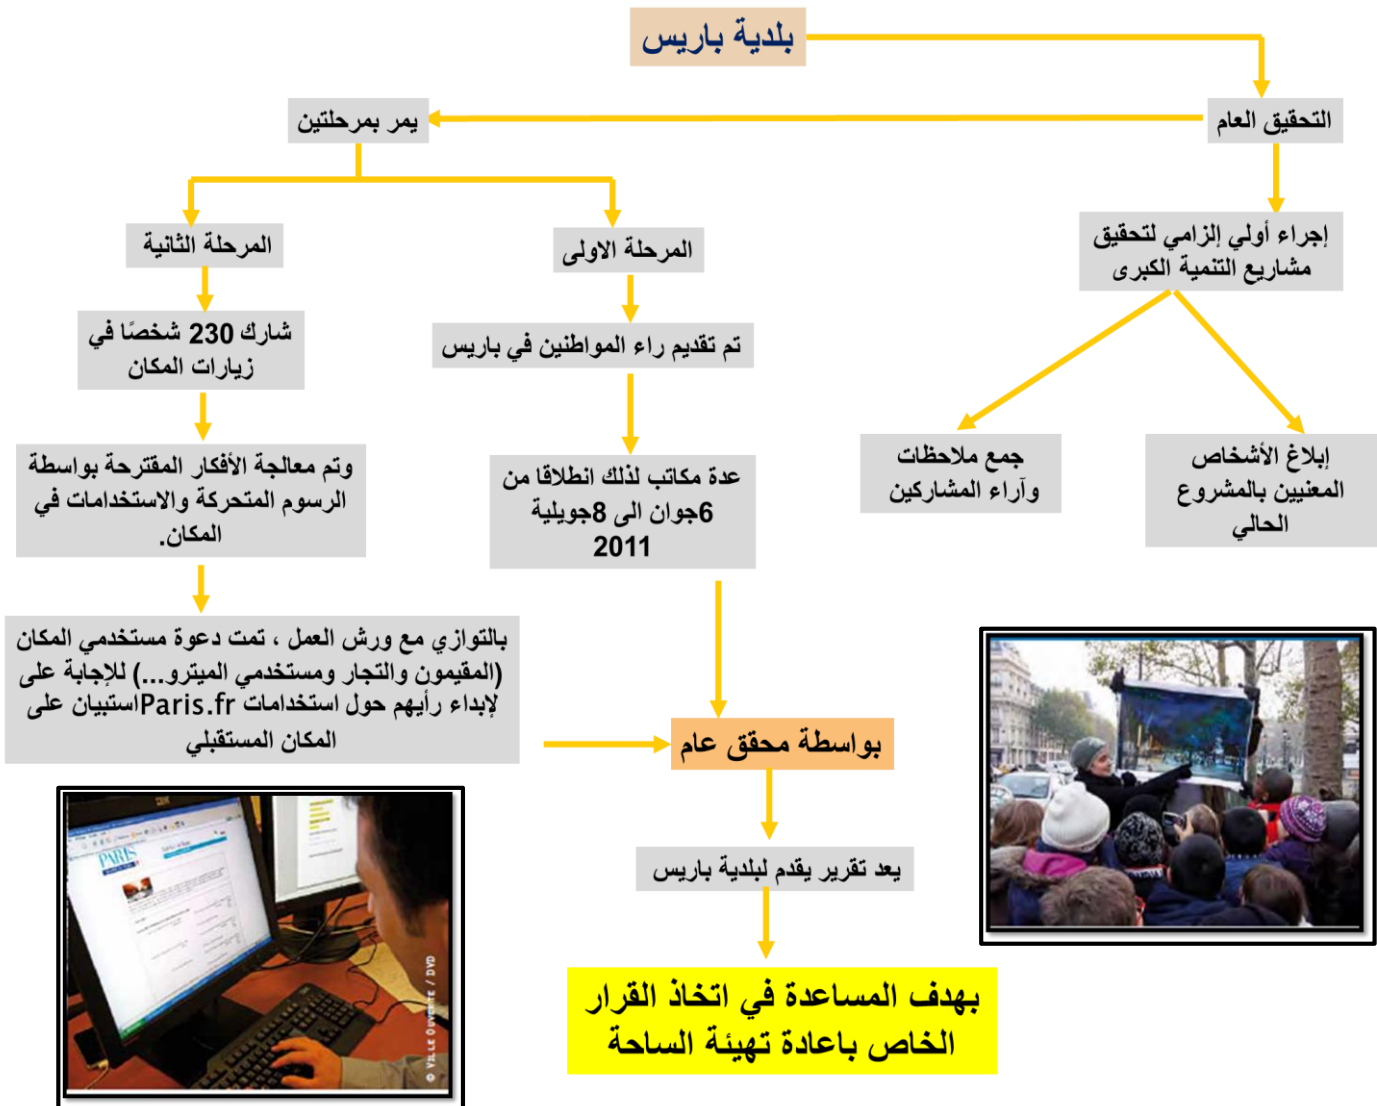 بلدية باريس
التحقيق العام
يمر بمرحلتين
إجراء أولي إلزامي لتحقيق
مشاريع التنمية الكبرى
إبلاغ الأشخاص
المعنيين بالمشروع
الحالي
جمع ملاحظات
وآراء المشاركين
المرحلة الاولى
تم تقديم راء المواطنين في باريس
عدة مكاتب لذلك انطلاقا من
6جوان الى 8جويلية
2011
المرحلة الثانية
شارك 230 شخصًا في
زيارات المكان
وتم معالجة الأفكار المقترحة بواسطة
الرسوم المتحركة والاستخدامات في
المكان.
بالتوازي مع ورش العمل ، تمت دعوة مستخدمي المكان
(المقيمون والتجار ومستخدمي الميترو...) للإجابة على
لإبداء رأيهم حول استخدامات Paris.frاستبيان على
المكان المستقبلي
بواسطة محقق عام
يعد تقرير يقدم لبلدية باريس
بهدف المساعدة في اتخاذ القرار
الخاص باعادة تهيئة الساحة
IBM
PARIS
© VILLE OUVERTE / DVD